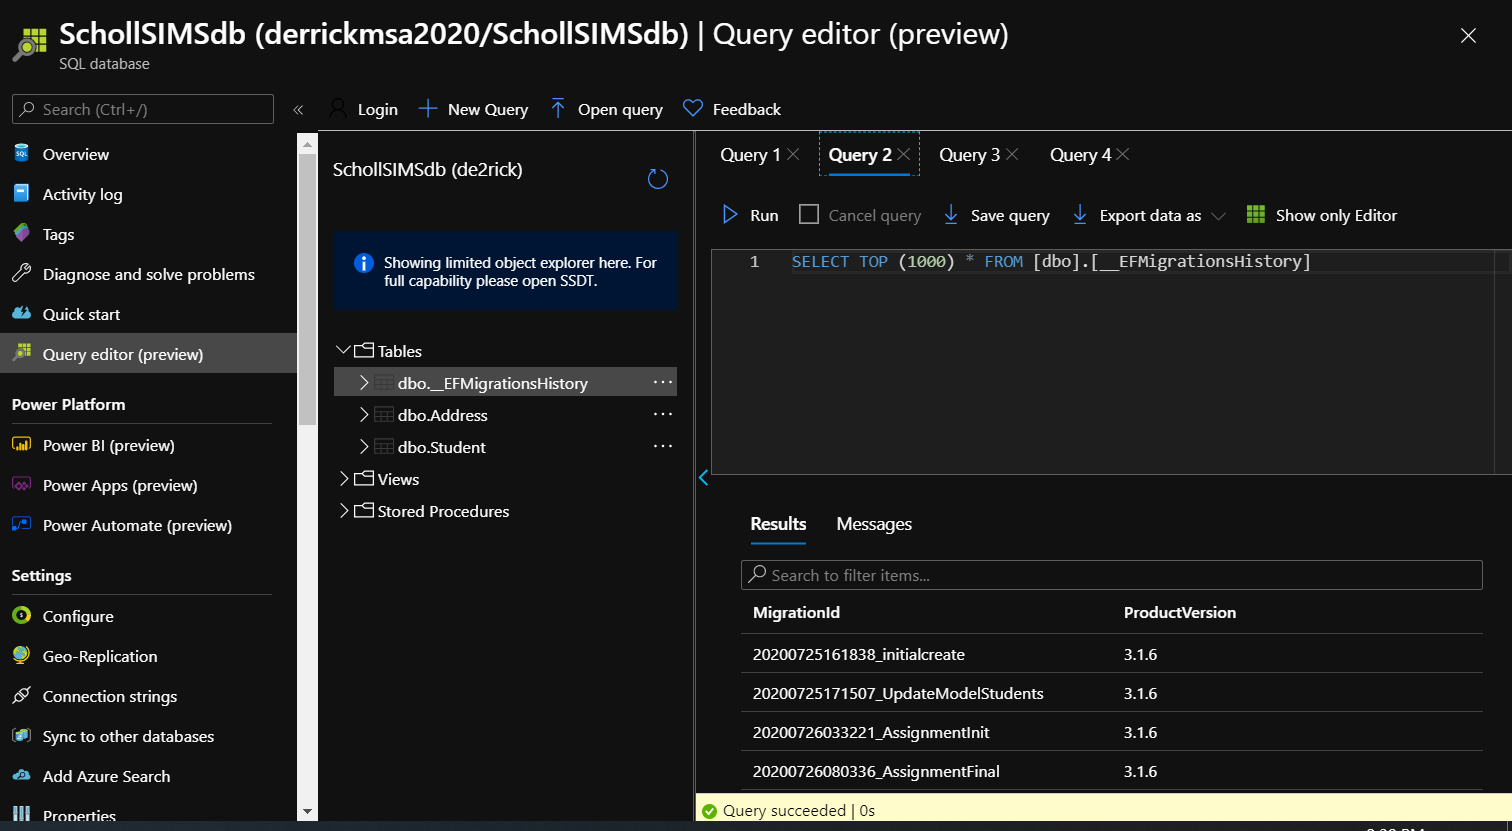 SchollSIMSdb (derrickmsa2020/SchollSIMSdb) | Query editor (preview)
SQL database
Search (Ctrl+/)
«
Login
New Query
Open query
Feedback
Overview
Activity log
Tags
Diagnose and solve problems
Quick start
Query editor (preview)
Power Platform
Power BI (preview)
Power Apps (preview)
Power Automate (preview)
Settings
Configure
Geo-Replication
Connection strings
Sync to other databases
Add Azure Search
Properties
SchollSIMSdb (de2rick)
Showing limited object explorer here. For
full capability please open SSDT.
Tables
dbo.__EFMigrationsHistory
dbo.Address
dbo.Student
Views
Stored Procedures
Query 1
Query 2
Query 3
Query 4
Run
Cancel query
Save query
Export data as
Show only Editor
1 SELECT TOP (1000) * FROM [dbo].[__EFMigrationsHistory]
Results
Messages
Search to filter items...
MigrationId ProductVersion
20200725161838_initialcreate 3.1.6
20200725171507_UpdateModelStudents 3.1.6
20200726033221_AssignmentInit 3.1.6
20200726080336_AssignmentFinal 3.1.6
Query succeeded | 0s